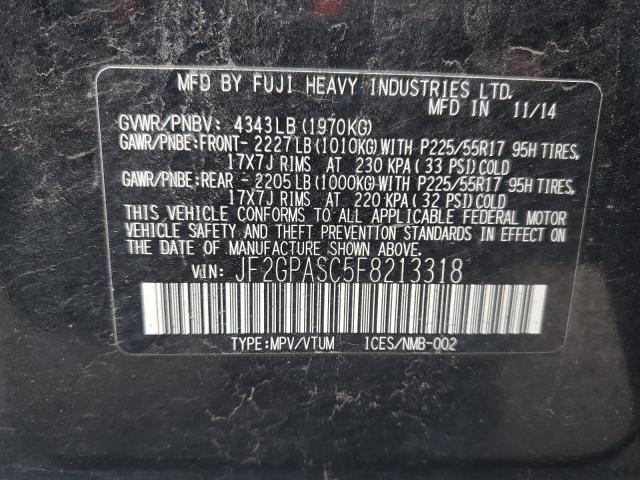 MFD BY FUJI HEAVY INDUSTRIES LTD.
MFD IN 11/14
GVWR/PNBV: 4343LB(1970KG)
GAWR/PNBE:FRONT- 2227LB(1010KG)WITH P225/55R17 95H TIRES,
17X7J RIMS AT 230 KPA(33 PSI)COLD
GAWR/PNBE:REAR - 2205LB(1000KG)WITH P225/55R17 95H TIRES,
17X7J RIMS AT 220 KPA(32 PSI)COLD
THIS VEHICLE CONFORMS TO ALL APPLICABLE FEDERAL MOTOR
VEHICLE SAFETY AND THEFT PREVENTION STANDARDS IN EFFECT ON THE
DATE OF MANUFACTURE SHOWN ABOVE.
VIN: JF2GPASC5F8213318
TYPE:MPV/VTUM ICES/NMB-002